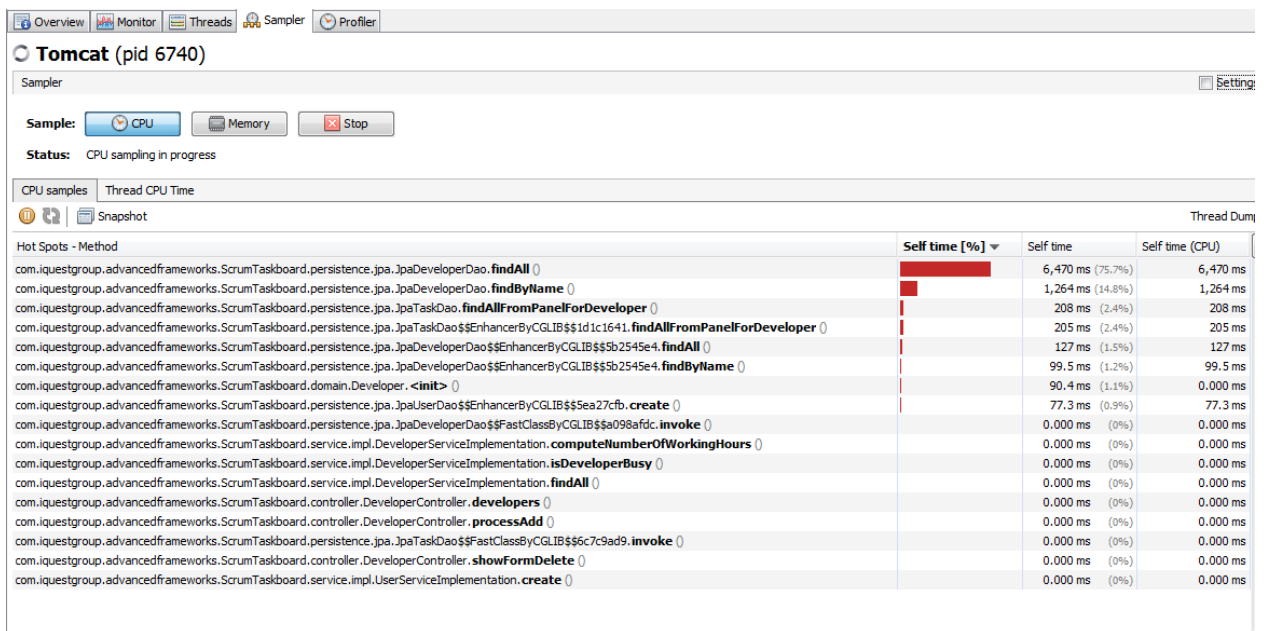 Overview Monitor Threads Sampler Profiler
Tomcat (pid 6740)
Sampler Settings
Sample: CPU Memory Stop
Status: CPU sampling in progress
CPU samples Thread CPU Time
Snapshot Thread Dump
Hot Spots - Method Self time [%] Self time Self time (CPU)
com.iquestgroup.advancedframeworks.ScrumTaskboard.persistence.jpa.JpaDeveloperDao.findAll () 6,470 ms (75.7%) 6,470 ms
com.iquestgroup.advancedframeworks.ScrumTaskboard.persistence.jpa.JpaDeveloperDao.findByName () 1,264 ms (14.8%) 1,264 ms
com.iquestgroup.advancedframeworks.ScrumTaskboard.persistence.jpa.JpaTaskDao.findAllFromPanelForDeveloper () 208 ms (2.4%) 208 ms
com.iquestgroup.advancedframeworks.ScrumTaskboard.persistence.jpa.JpaTaskDao$$EnhancerByCGLIB$$1d1c1641.findAllFromPanelForDeveloper () 205 ms (2.4%) 205 ms
com.iquestgroup.advancedframeworks.ScrumTaskboard.persistence.jpa.JpaDeveloperDao$$EnhancerByCGLIB$$5b2545e4.findAll () 127 ms (1.5%) 127 ms
com.iquestgroup.advancedframeworks.ScrumTaskboard.persistence.jpa.JpaDeveloperDao$$EnhancerByCGLIB$$5b2545e4.findByName () 99.5 ms (1.2%) 99.5 ms
com.iquestgroup.advancedframeworks.ScrumTaskboard.domain.Developer.<init> () 90.4 ms (1.1%) 0.000 ms
com.iquestgroup.advancedframeworks.ScrumTaskboard.persistence.jpa.JpaUserDao$$EnhancerByCGLIB$$5ea27cfb.create () 77.3 ms (0.9%) 77.3 ms
com.iquestgroup.advancedframeworks.ScrumTaskboard.persistence.jpa.JpaDeveloperDao$$FastClassByCGLIB$$a098afdc.invoke () 0.000 ms (0%) 0.000 ms
com.iquestgroup.advancedframeworks.ScrumTaskboard.service.impl.DeveloperServiceImplementation.computeNumberOfWorkingHours () 0.000 ms (0%) 0.000 ms
com.iquestgroup.advancedframeworks.ScrumTaskboard.service.impl.DeveloperServiceImplementation.isDeveloperBusy () 0.000 ms (0%) 0.000 ms
com.iquestgroup.advancedframeworks.ScrumTaskboard.service.impl.DeveloperServiceImplementation.findAll () 0.000 ms (0%) 0.000 ms
com.iquestgroup.advancedframeworks.ScrumTaskboard.controller.DeveloperController.developers () 0.000 ms (0%) 0.000 ms
com.iquestgroup.advancedframeworks.ScrumTaskboard.controller.DeveloperController.processAdd () 0.000 ms (0%) 0.000 ms
com.iquestgroup.advancedframeworks.ScrumTaskboard.persistence.jpa.JpaTaskDao$$FastClassByCGLIB$$6c7c9ad9.invoke () 0.000 ms (0%) 0.000 ms
com.iquestgroup.advancedframeworks.ScrumTaskboard.controller.DeveloperController.showFormDelete () 0.000 ms (0%) 0.000 ms
com.iquestgroup.advancedframeworks.ScrumTaskboard.service.impl.UserServiceImplementation.create () 0.000 ms (0%) 0.000 ms